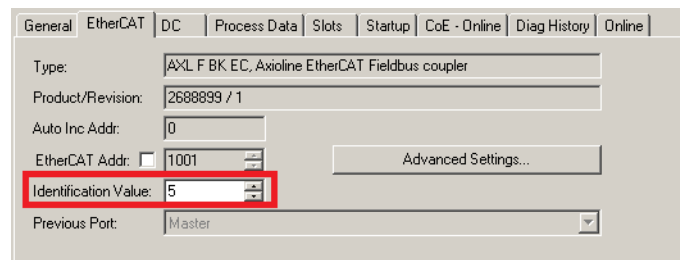 General EtherCAT DC Process Data Slots Startup CoE - Online Diag History Online
Type: AXL F BK EC, Axioline EtherCAT Fieldbus coupler
Product/Revision: 2688899 / 1
Auto Inc Addr: 0
EtherCAT Addr: 1001 Advanced Settings...
Identification Value: 5
Previous Port: Master